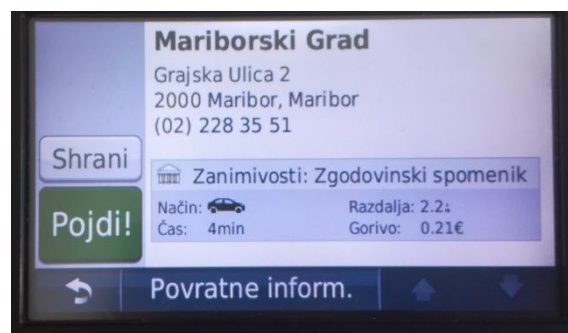 Mariborski Grad
Grajska Ulica 2
2000 Maribor, Maribor
(02) 228 35 51
Shrani
Zanimivosti: Zgodovinski spomenik
Pojdi!
Način: Razdalja: 2.2
Čas: 4min Gorivo: 0.21€
Povratne inform.